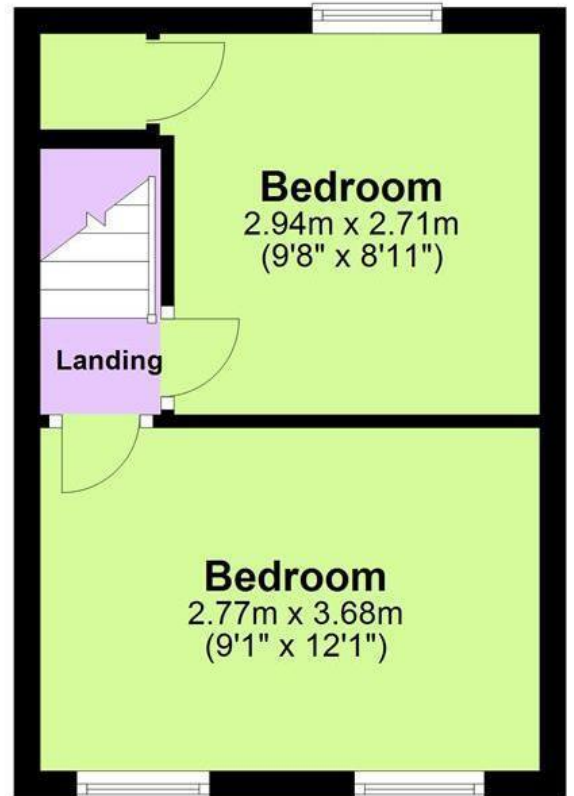 Bedroom
2.94m x 2.71m
(9'8" x 8'11")
Landing
Bedroom
2.77m x 3.68m
(9'1" x 12'1")